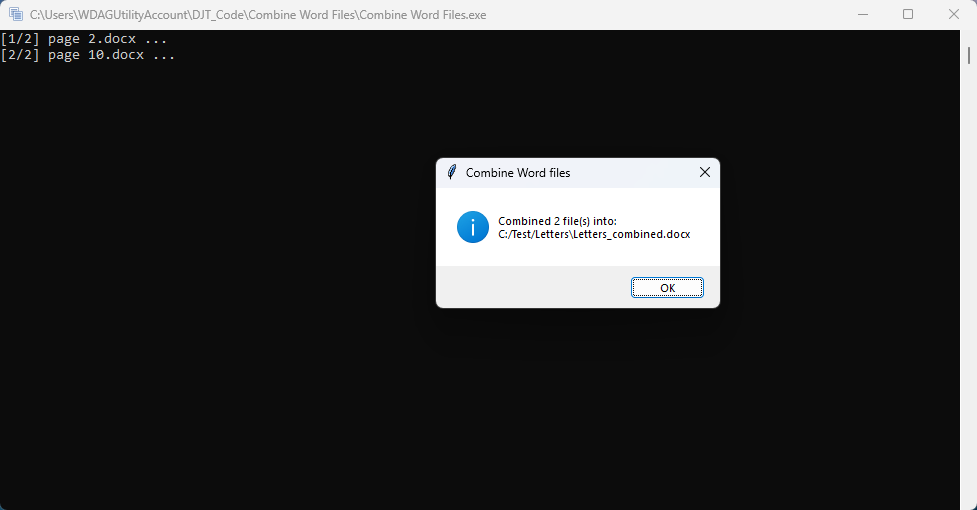 C:\Users\WDAGUtilityAccount\DJT_Code\Combine Word Files\Combine Word Files.exe
[1/2] page 2.docx ...
[2/2] page 10.docx ...
Combine Word files
Combined 2 file(s) into:
C:/Test/Letters\Letters_combined.docx
OK